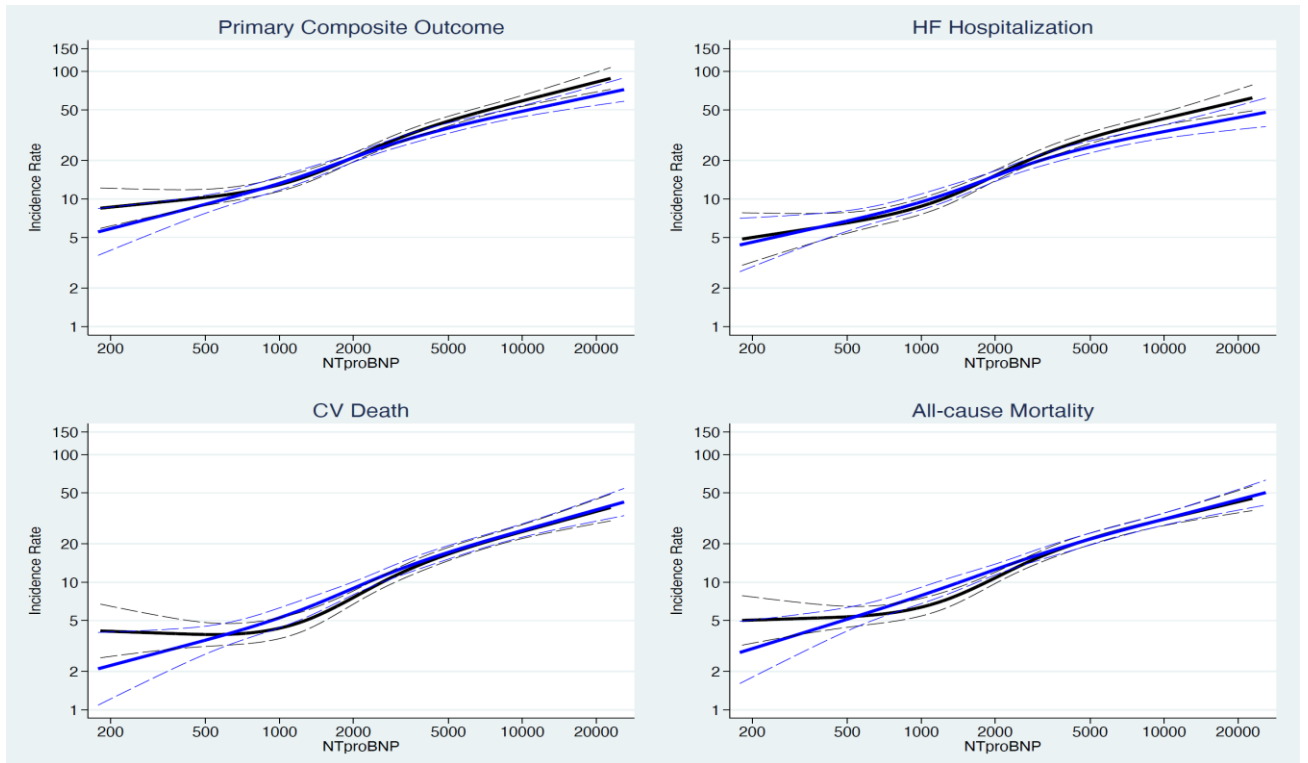 Primary Composite Outcome
150
100
50
20
10
5
2
1
Incidence Rate
200 500 1000 2000 5000 10000 20000
NTproBNP
HF Hospitalization
150
100
50
20
10
5
2
1
Incidence Rate
200 500 1000 2000 5000 10000 20000
NTproBNP
CV Death
150
100
50
20
10
5
2
1
Incidence Rate
200 500 1000 2000 5000 10000 20000
NTproBNP
All-cause Mortality
150
100
50
20
10
5
2
1
Incidence Rate
200 500 1000 2000 5000 10000 20000
NTproBNP